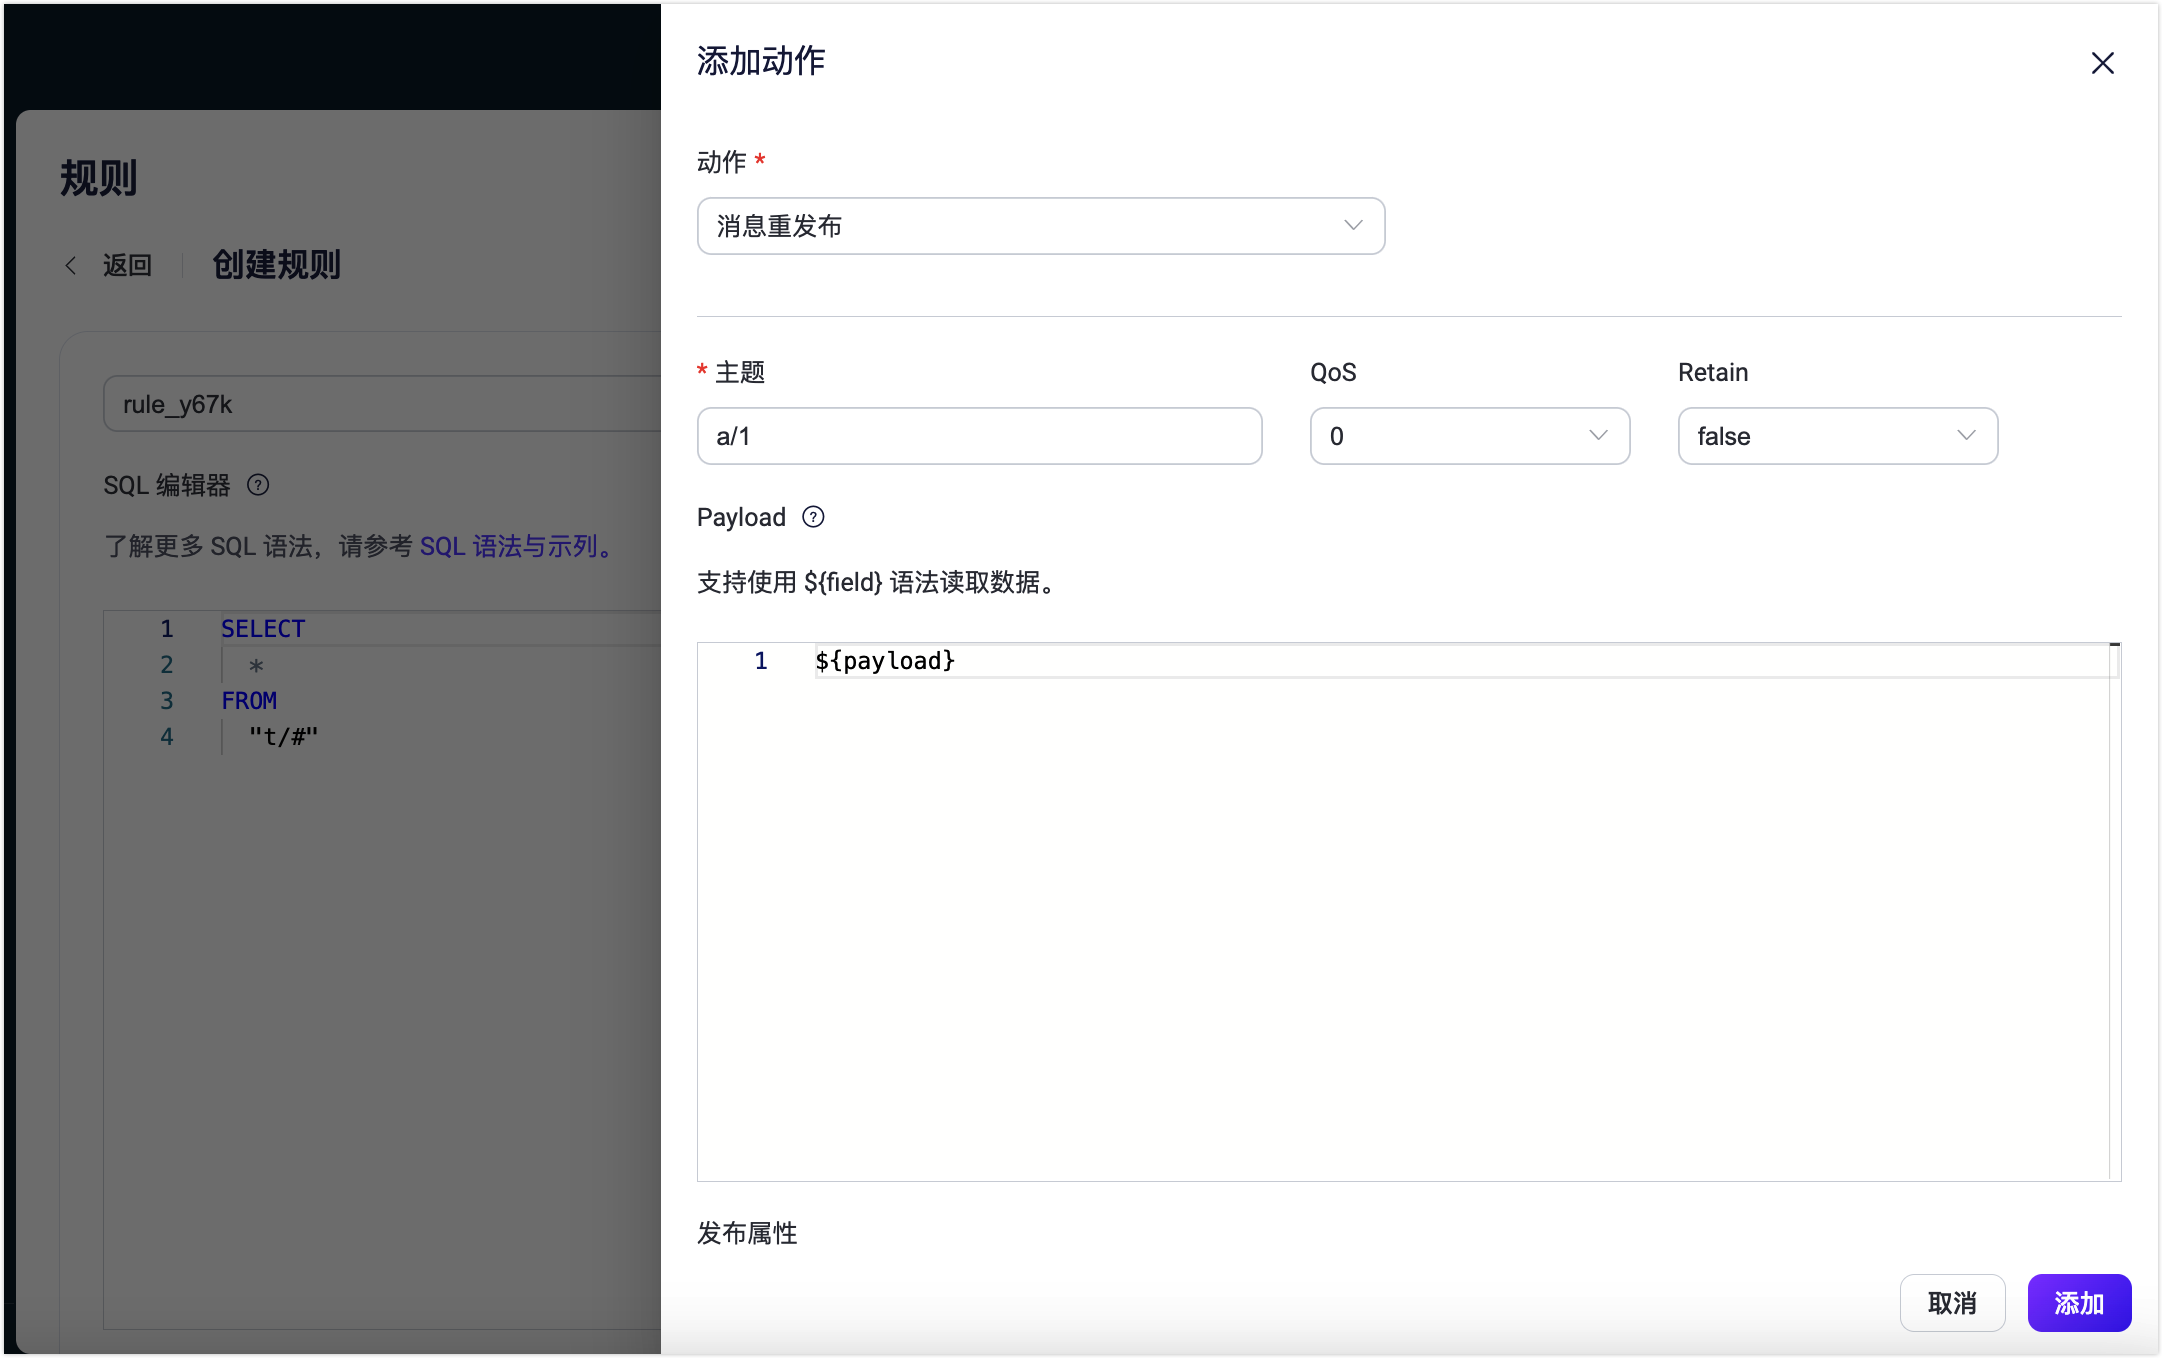 规则
返回 创建规则
rule_y67k
SQL 编辑器
了解更多 SQL 语法，请参考 SQL 语法与示列。
1 SELECT
2 *
3 FROM
4 "t/#"
添加动作
动作 *
消息重发布
* 主题 QoS Retain
a/1 0 false
Payload
支持使用 ${field} 语法读取数据。
1 ${payload}
发布属性
取消 添加